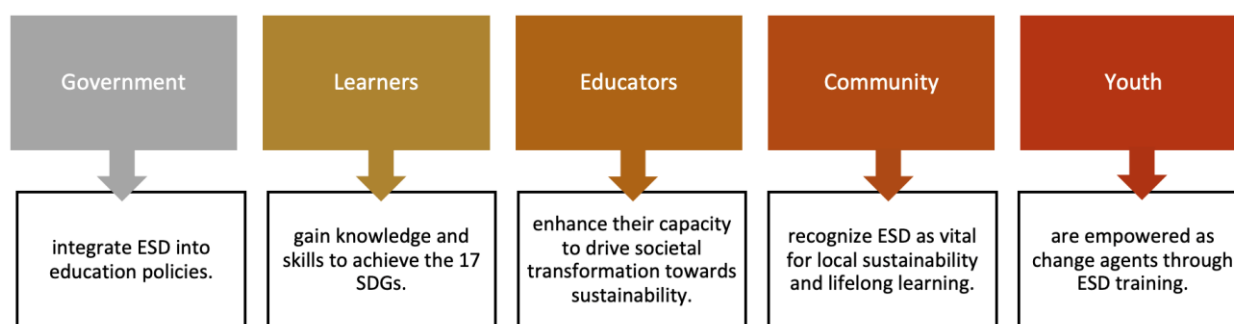 Government
integrate ESD into
education policies.
Learners
gain knowledge and
skills to achieve the 17
SDGs.
Educators
enhance their capacity
to drive societal
transformation towards
sustainability.
Community
recognize ESD as vital
for local sustainability
and lifelong learning.
Youth
are empowered as
change agents through
ESD training.